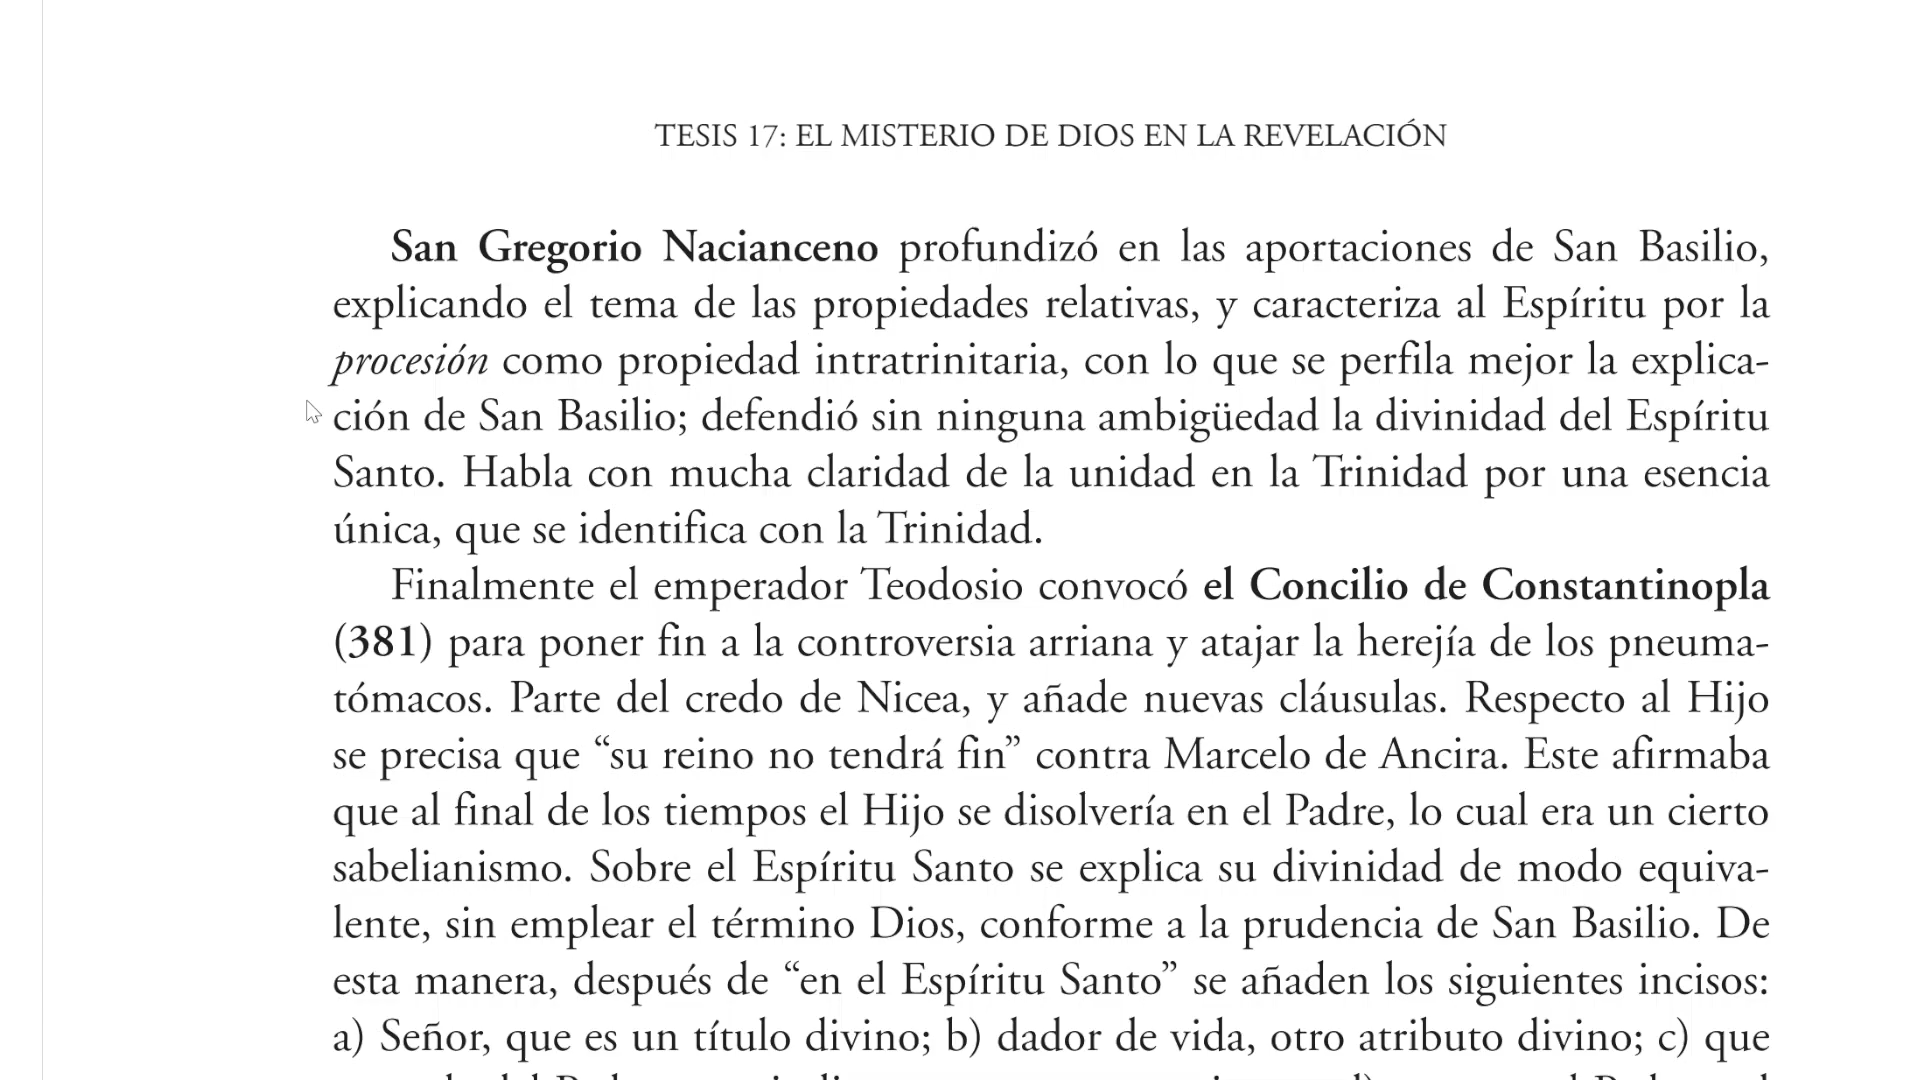 TESIS 17: EL MISTERIO DE DIOS EN LA REVELACIÓN
San Gregorio Nacianceno profundizó en las aportaciones de San Basilio,
explicando el tema de las propiedades relativas, y caracteriza al Espíritu por la
procesión como propiedad intratrinitaria, con lo que se perfila mejor la explica-
ción de San Basilio; defendió sin ninguna ambigüedad la divinidad del Espíritu
Santo. Habla con mucha claridad de la unidad en la Trinidad por una esencia
única, que se identifica con la Trinidad.
Finalmente el emperador Teodosio convocó el Concilio de Constantinopla
(381) para poner fin a la controversia arriana y atajar la herejía de los pneuma-
tómacos. Parte del credo de Nicea, y añade nuevas cláusulas. Respecto al Hijo
se precisa que “su reino no tendrá fin” contra Marcelo de Ancira. Este afirmaba
que al final de los tiempos el Hijo se disolvería en el Padre, lo cual era un cierto
sabelianismo. Sobre el Espíritu Santo se explica su divinidad de modo equiva-
lente, sin emplear el término Dios, conforme a la prudencia de San Basilio. De
esta manera, después de “en el Espíritu Santo” se añaden los siguientes incisos:
a) Señor, que es un título divino; b) dador de vida, otro atributo divino; c) que